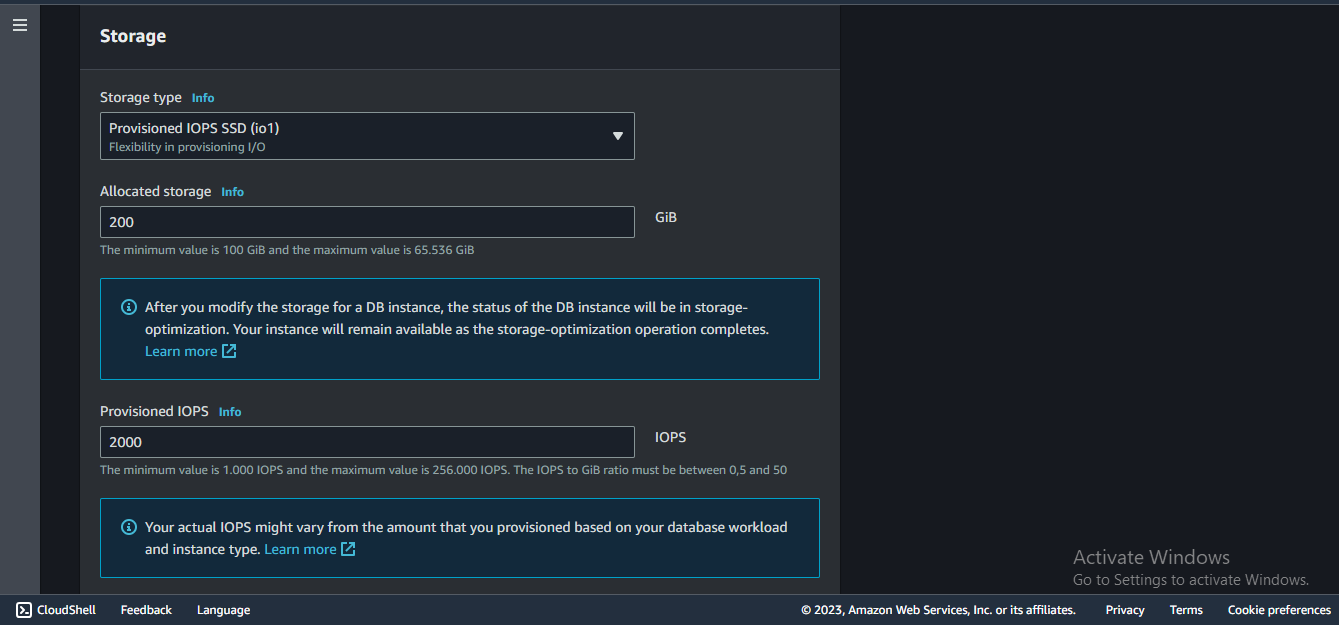 Storage
Storage type Info
Provisioned IOPS SSD (io1)
Flexibility in provisioning I/O
Allocated storage Info
200
GiB
The minimum value is 100 GiB and the maximum value is 65.536 GiB
After you modify the storage for a DB instance, the status of the DB instance will be in storage-
optimization. Your instance will remain available as the storage-optimization operation completes.
Learn more
Provisioned IOPS Info
2000
IOPS
The minimum value is 1.000 IOPS and the maximum value is 256.000 IOPS. The IOPS to GiB ratio must be between 0,5 and 50
Your actual IOPS might vary from the amount that you provisioned based on your database workload
and instance type. Learn more
Activate Windows
Go to Settings to activate Windows.
CloudShell Feedback Language © 2023, Amazon Web Services, Inc. or its affiliates. Privacy Terms Cookie preferences